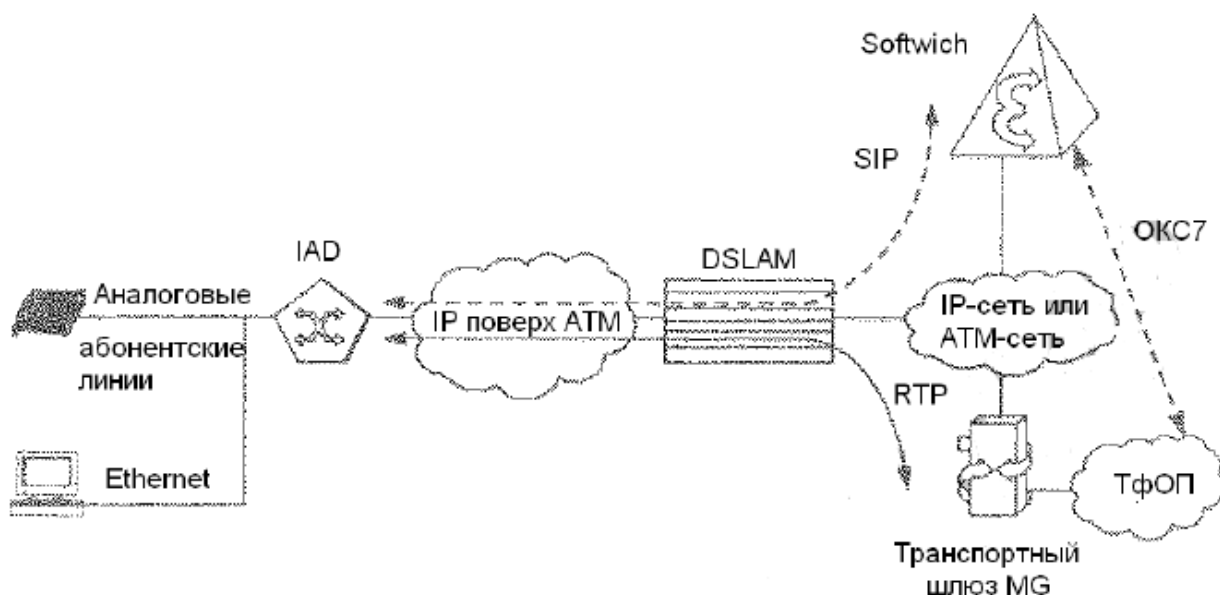 Softwich
SIP
ОКС7
IAD
DSLAM
Аналоговые
абонентские
линии
IP поверх ATM
IP-сеть или
ATM-сеть
RTP
Ethernet
ТфОП
Транспортный
шлюз MG